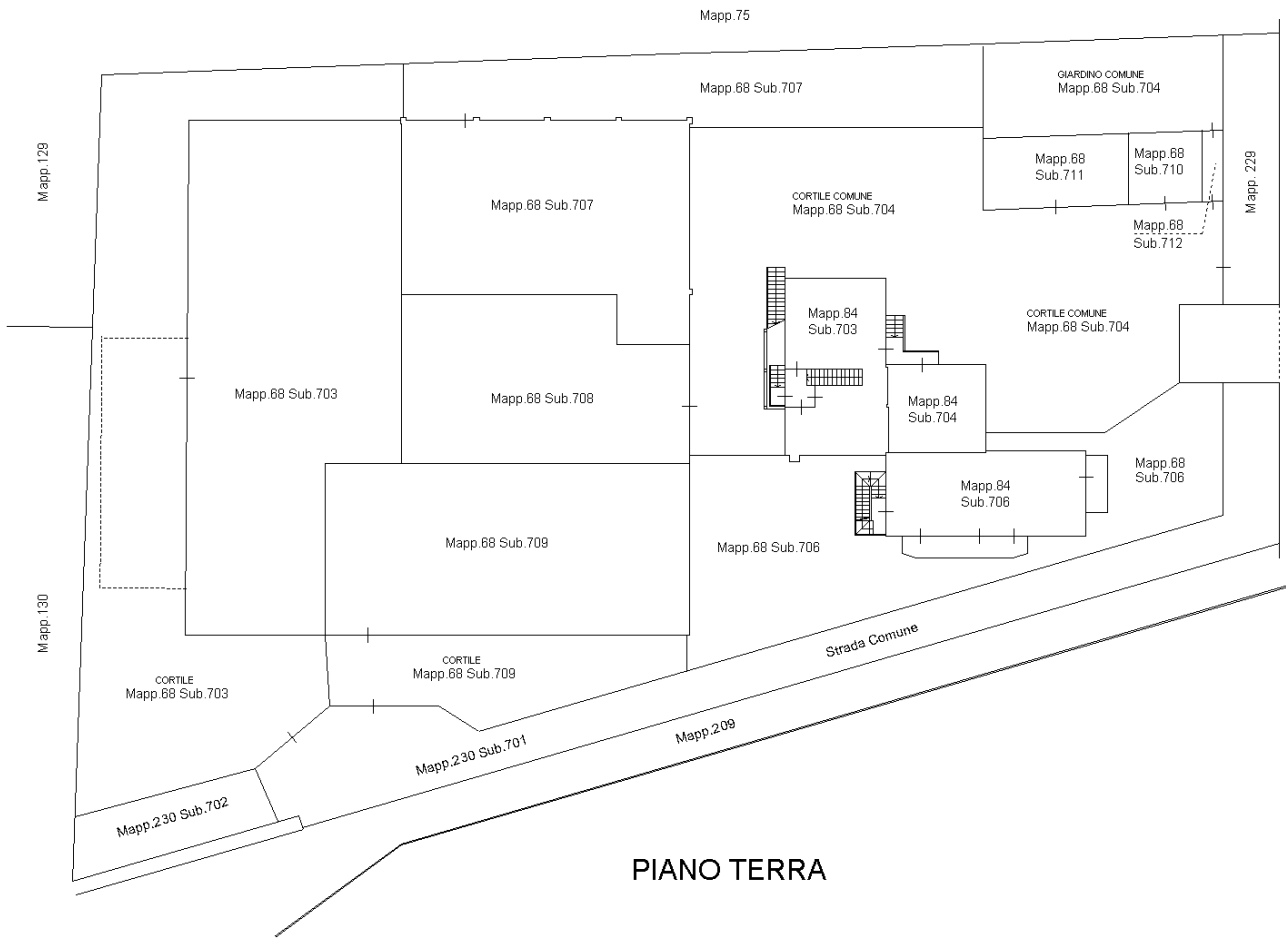 Mapp.75
Mapp.68 Sub.707
GIARDINO COMUNE
Mapp.68 Sub.704
Mapp.129
Mapp.68
Sub.711
Mapp.68
Sub.710
Mapp. 229
CORTILE COMUNE
Mapp.68 Sub.704
Mapp.68 Sub.707
Mapp.68
Sub.712
Mapp.84
Sub.703
CORTILE COMUNE
Mapp.68 Sub.704
Mapp.68 Sub.703
Mapp.68 Sub.708
Mapp.84
Sub.704
Mapp.68
Sub.706
Mapp.84
Sub.706
Mapp.68 Sub.709
Mapp.68 Sub.706
Mapp.130
Strada Comune
CORTILE
Mapp.68 Sub.709
CORTILE
Mapp.68 Sub.703
Mapp.209
Mapp.230 Sub.701
Mapp.230 Sub.702
PIANO TERRA